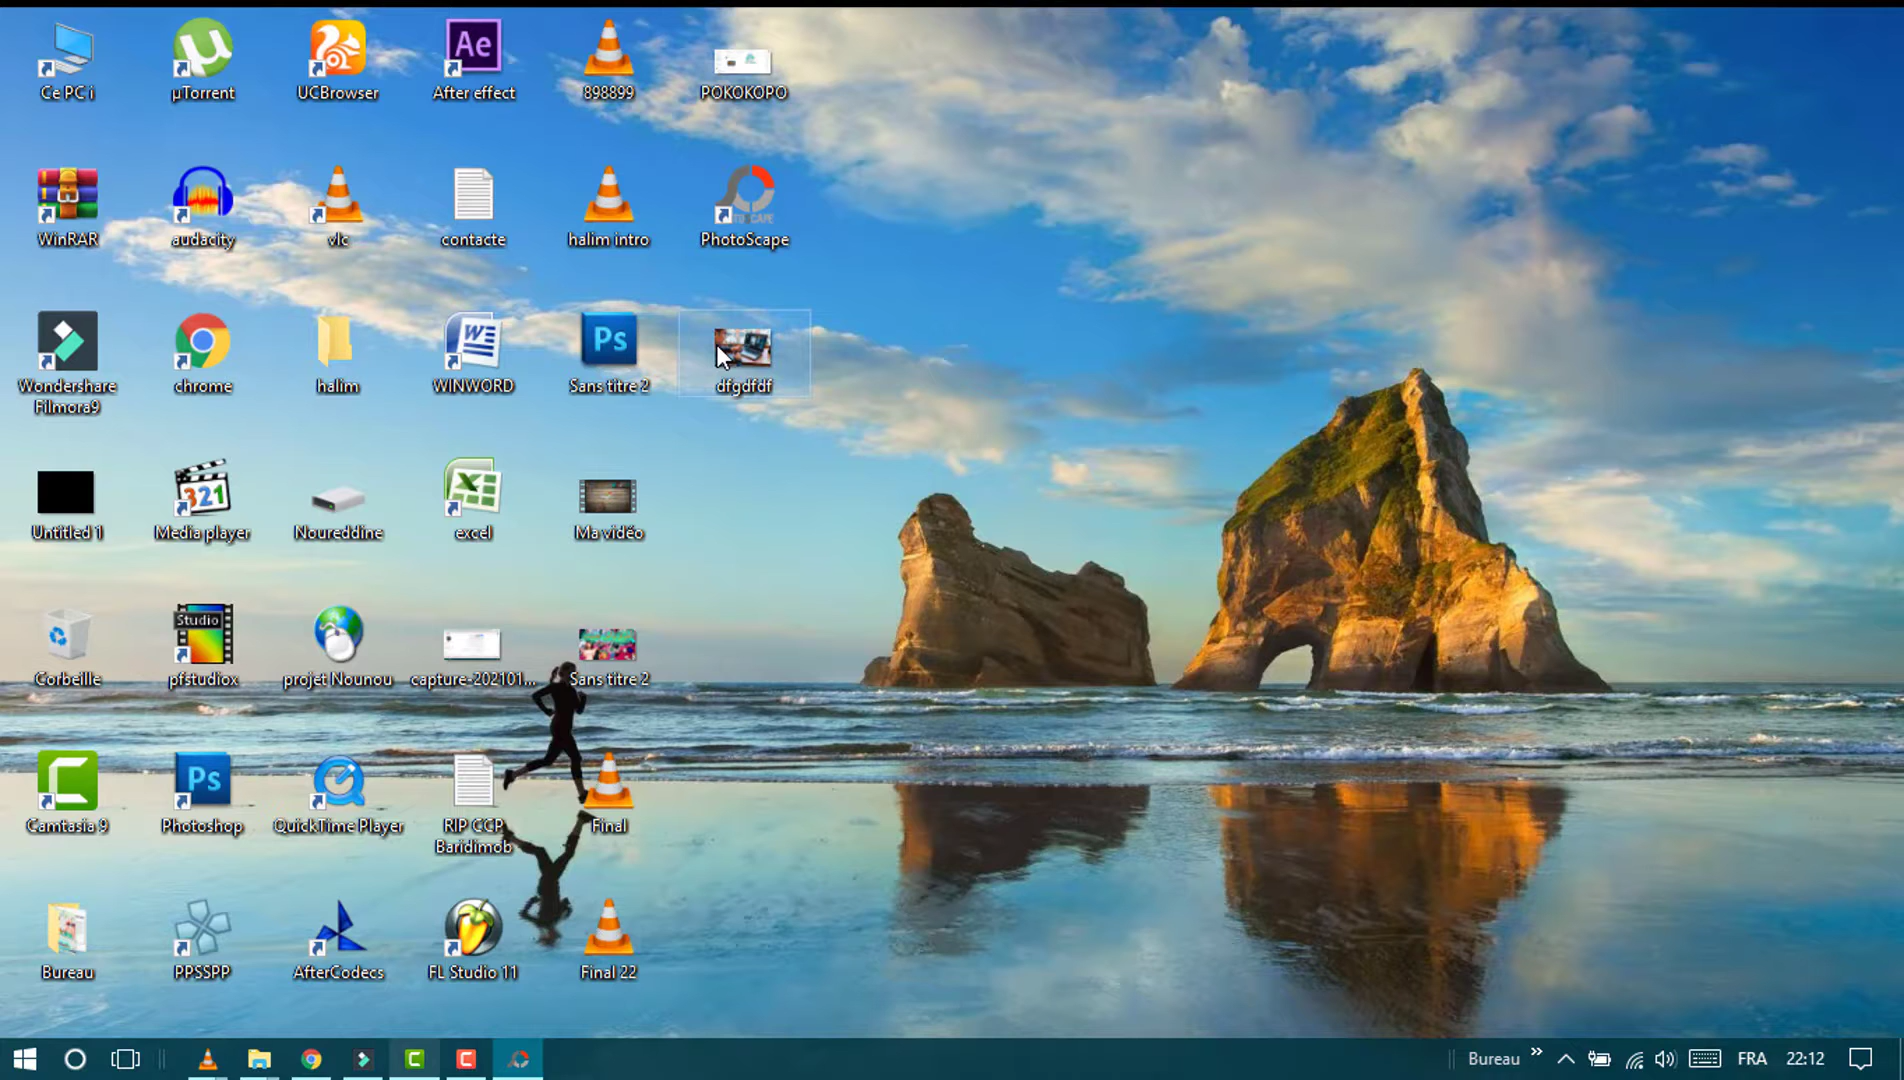 Ce PC i
µTorrent
UCBrowser
Ae
After effect
898899
POKOKOPO
WinRAR
audacity
vlc
contacte
halim intro
PhotoScape
Wondershare
Filmora9
chrome
halim
W
WINWORD
Ps
Sans titre 2
dfgdfdf
Untitled 1
321
Media player
Noureddine
X
excel
Ma vidéo
Corbeille
Studio
pfstudiox
projet Nounou
capture-202101...
Sans titre 2
Camtasia 9
Ps
Photoshop
QuickTime Player
RIP CCP
Baridimob
Final
Bureau
PPSSPP
AfterCodecs
FL Studio 11
Final 22
Bureau
FRA
22:12